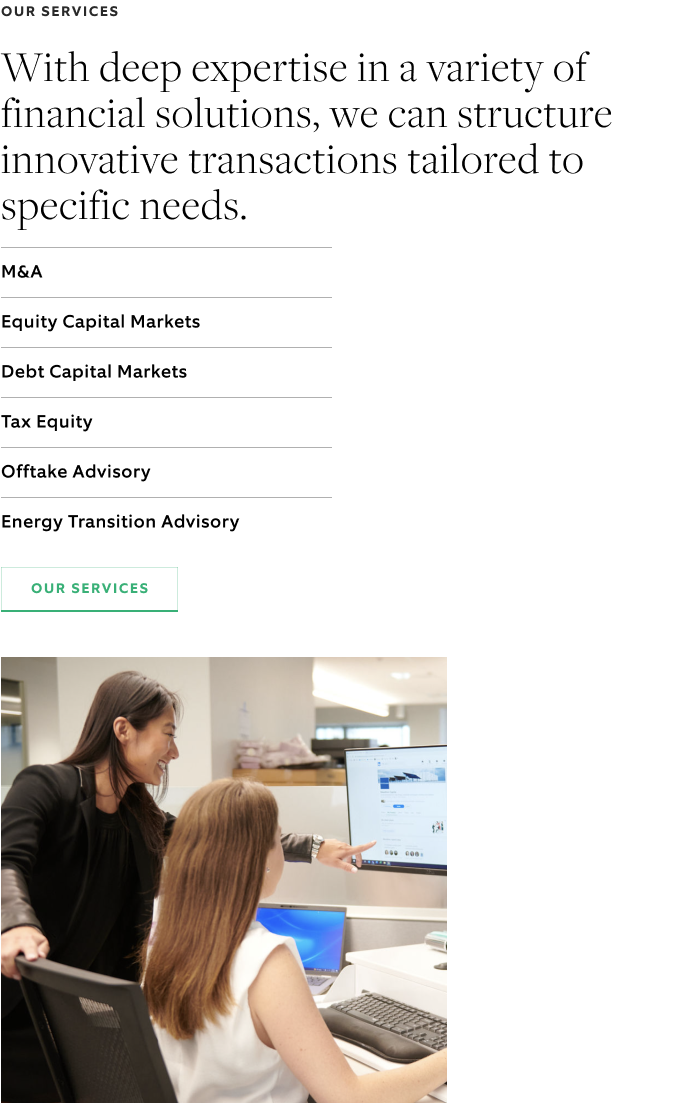 OUR SERVICES
With deep expertise in a variety of
financial solutions, we can structure
innovative transactions tailored to
specific needs.
M&A
Equity Capital Markets
Debt Capital Markets
Tax Equity
Offtake Advisory
Energy Transition Advisory
OUR SERVICES